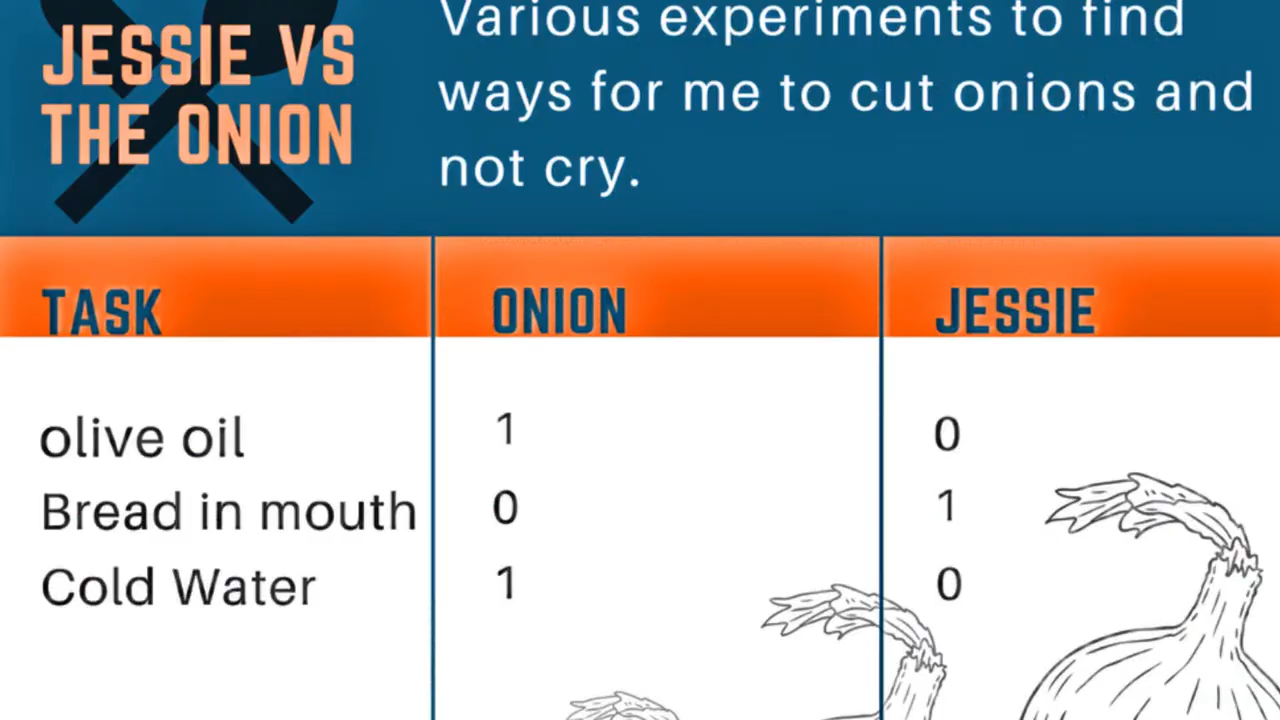 JESSIE VS
THE ONION
Various experiments to find
ways for me to cut onions and
not cry.
TASK ONION JESSIE
olive oil 1 0
Bread in mouth 0 1
Cold Water 1 0